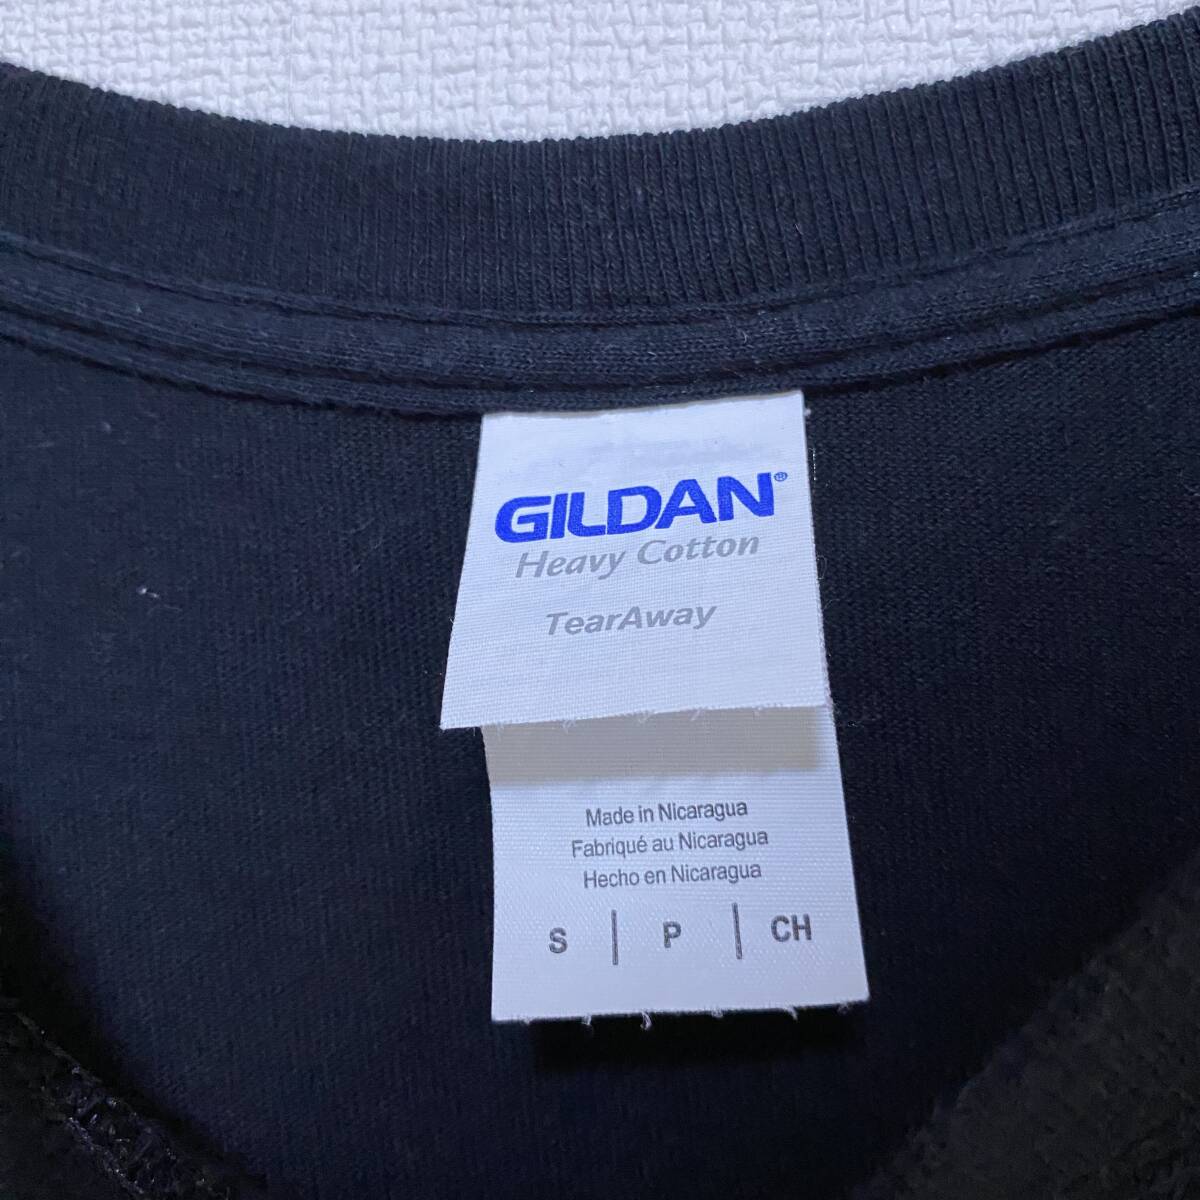 GILDAN®
Heavy Cotton
TearAway
Made in Nicaragua
Fabriqué au Nicaragua
Hecho en Nicaragua
S | P | CH